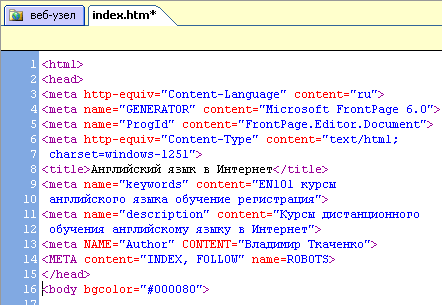 веб-узел
index.htm*
1 <html>
2 <head>
3 <meta http-equiv="Content-Language" content="ru">
4 <meta name="GENERATOR" content="Microsoft FrontPage 6.0">
5 <meta name="ProgId" content="FrontPage.Editor.Document">
6 <meta http-equiv="Content-Type" content="text/html;
7 charset=windows-1251">
8 <title>Английский язык в Интернет</title>
9 <meta name="keywords" content="EN101 курсы
10 английского языка обучение регистрация">
11 <meta name="description" content="Курсы дистанционного
12 обучения английскому языку в Интернет">
13 <meta NAME="Author" CONTENT="Владимир Ткаченко">
14 <META content="INDEX, FOLLOW" name=ROBOTS>
15 </head>
16 <body bgcolor="#000080">
17